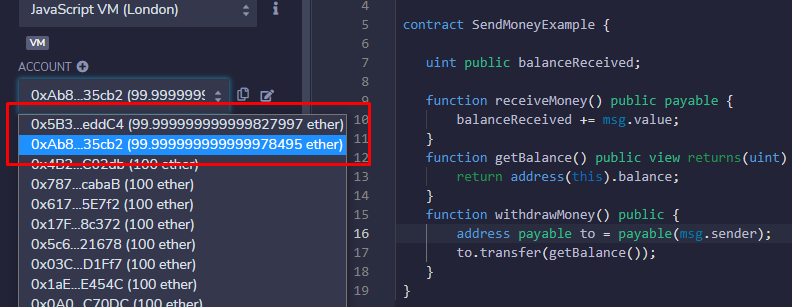 JavaScript VM (London)
VM
ACCOUNT
0xAb8...35cb2 (99.9999999
0x5B3...eddC4 (99.999999999999827997 ether)
0xAb8...35cb2 (99.999999999999978495 ether)
0x4B2...C02db (100 ether)
0x787...cabaB (100 ether)
0x617...5E7f2 (100 ether)
0x17F...8c372 (100 ether)
0x5c6...21678 (100 ether)
0x03C...D1Ff7 (100 ether)
0x1aE...E454C (100 ether)
0x0A0...C70DC (100 ether)
4
5 contract SendMoneyExample {
6
7 uint public balanceReceived;
8
9 function receiveMoney() public payable {
10 balanceReceived += msg.value;
11 }
12 function getBalance() public view returns(uint)
13 return address(this).balance;
14 }
15 function withdrawMoney() public {
16 address payable to = payable(msg.sender);
17 to.transfer(getBalance());
18 }
19 }